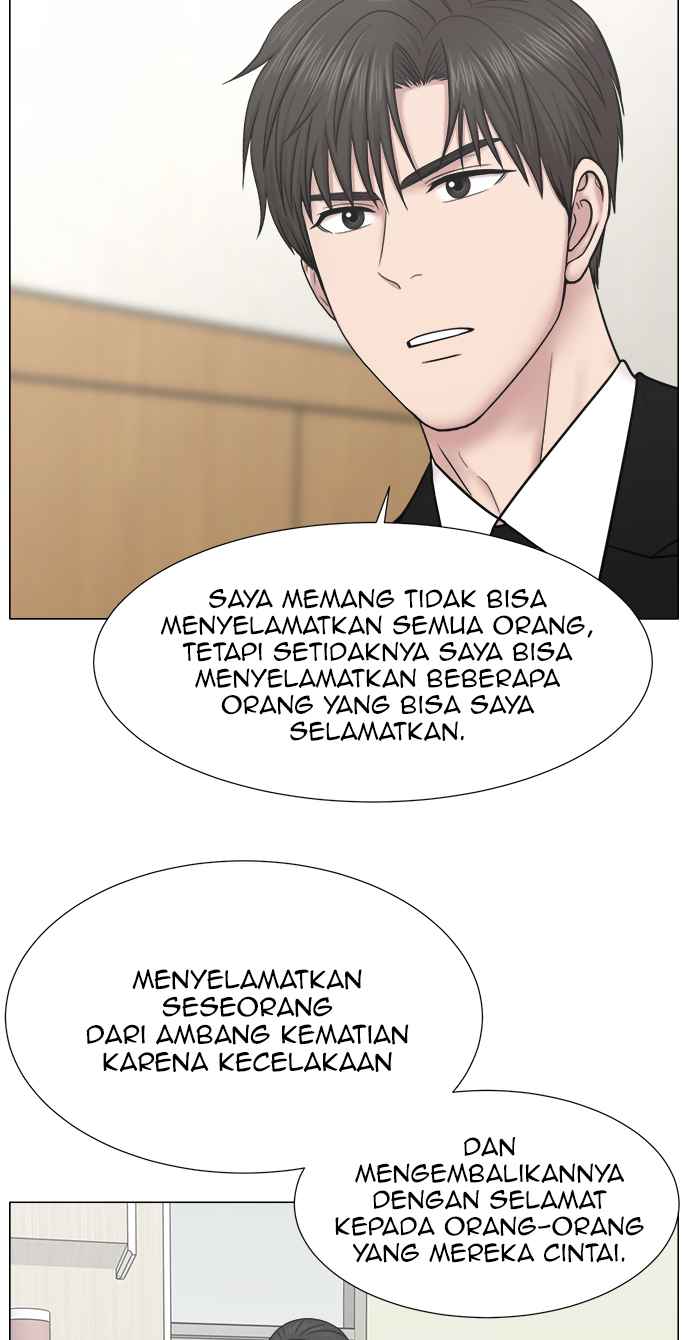 SAYA MEMANG TIDAK BISA
MENYELAMATKAN SEMUA ORANG,
TETAPI SETIDAKNYA SAYA BISA
MENYELAMATKAN BEBERAPA
ORANG YANG BISA SAYA
SELAMATKAN.
MENYELAMATKAN
SESEORANG
DARI AMBANG KEMATIAN
KARENA KECELAKAAN
DAN
MENGEMBALIKANNYA
DENGAN SELAMAT
KEPADA ORANG-ORANG
YANG MEREKA CINTAI.